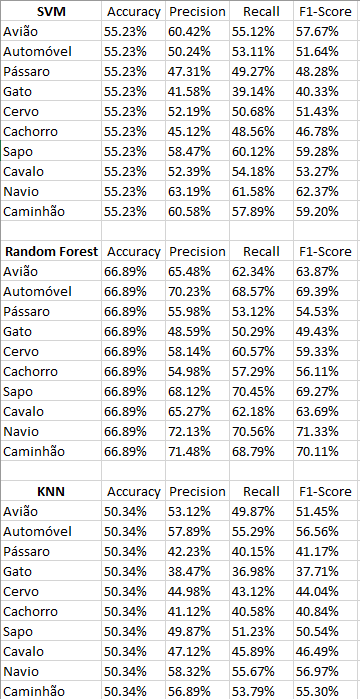 SVM Accuracy Precision Recall F1-Score
Avião 55.23% 60.42% 55.12% 57.67%
Automóvel 55.23% 50.24% 53.11% 51.64%
Pássaro 55.23% 47.31% 49.27% 48.28%
Gato 55.23% 41.58% 39.14% 40.33%
Cervo 55.23% 52.19% 50.68% 51.43%
Cachorro 55.23% 45.12% 48.56% 46.78%
Sapo 55.23% 58.47% 60.12% 59.28%
Cavalo 55.23% 52.39% 54.18% 53.27%
Navio 55.23% 63.19% 61.58% 62.37%
Caminhão 55.23% 60.58% 57.89% 59.20%
Random Forest Accuracy Precision Recall F1-Score
Avião 66.89% 65.48% 62.34% 63.87%
Automóvel 66.89% 70.23% 68.57% 69.39%
Pássaro 66.89% 55.98% 53.12% 54.53%
Gato 66.89% 48.59% 50.29% 49.43%
Cervo 66.89% 58.14% 60.57% 59.33%
Cachorro 66.89% 54.98% 57.29% 56.11%
Sapo 66.89% 68.12% 70.45% 69.27%
Cavalo 66.89% 65.27% 62.18% 63.69%
Navio 66.89% 72.13% 70.56% 71.33%
Caminhão 66.89% 71.48% 68.79% 70.11%
KNN Accuracy Precision Recall F1-Score
Avião 50.34% 53.12% 49.87% 51.45%
Automóvel 50.34% 57.89% 55.29% 56.56%
Pássaro 50.34% 42.23% 40.15% 41.17%
Gato 50.34% 38.47% 36.98% 37.71%
Cervo 50.34% 44.98% 43.12% 44.04%
Cachorro 50.34% 41.12% 40.58% 40.84%
Sapo 50.34% 49.87% 51.23% 50.54%
Cavalo 50.34% 47.12% 45.89% 46.49%
Navio 50.34% 58.32% 55.67% 56.97%
Caminhão 50.34% 56.89% 53.79% 55.30%